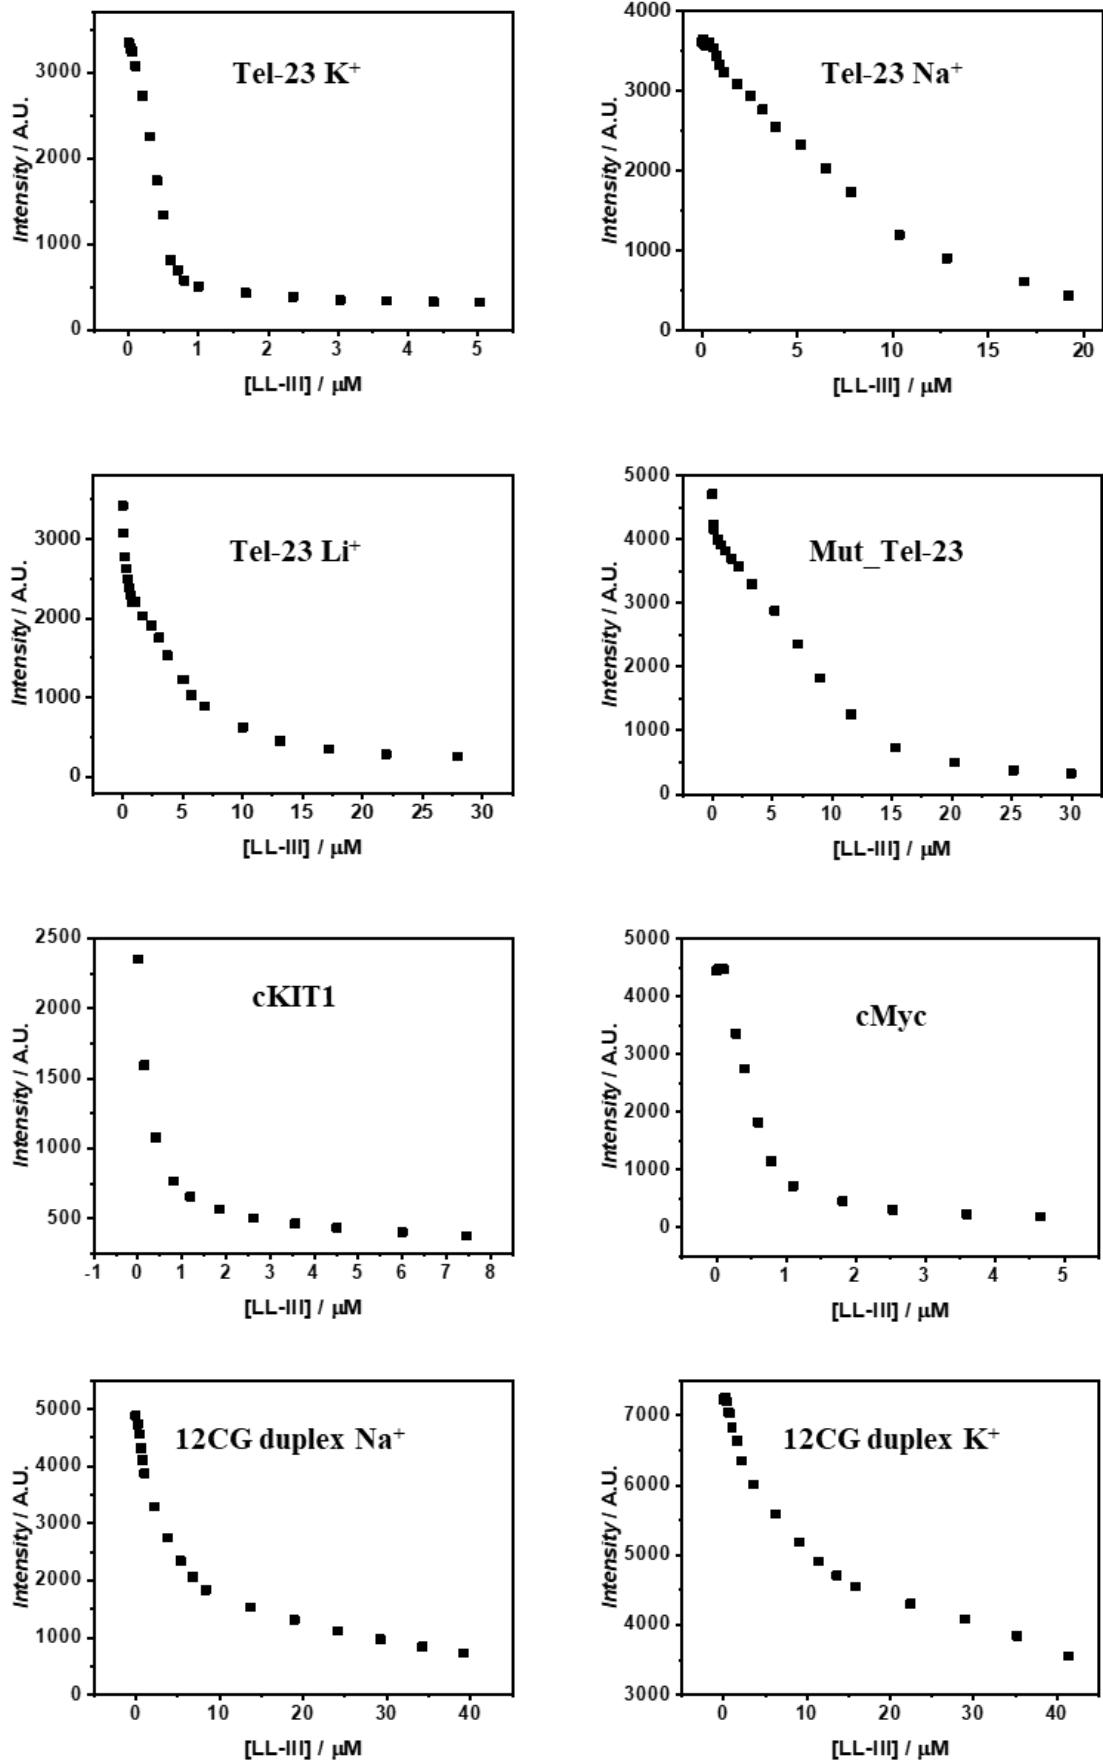 Tel-23 K⁺
Intensity / A.U.
3000
2000
1000
0
0 1 2 3 4 5
[LL-III] / μM
Tel-23 Na⁺
Intensity / A.U.
4000
3000
2000
1000
0
0 5 10 15 20
[LL-III] / μM
Tel-23 Li⁺
Intensity / A.U.
3000
2000
1000
0
0 5 10 15 20 25 30
[LL-III] / μM
Mut_Tel-23
Intensity / A.U.
5000
4000
3000
2000
1000
0
0 5 10 15 20 25 30
[LL-III] / μM
cKIT1
Intensity / A.U.
2500
2000
1500
1000
500
-1 0 1 2 3 4 5 6 7 8
[LL-III] / μM
cMyc
Intensity / A.U.
5000
4000
3000
2000
1000
0
0 1 2 3 4 5
[LL-III] / μM
12CG duplex Na⁺
Intensity / A.U.
5000
4000
3000
2000
1000
0
0 10 20 30 40
[LL-III] / μM
12CG duplex K⁺
Intensity / A.U.
7000
6000
5000
4000
3000
0 10 20 30 40
[LL-III] / μM